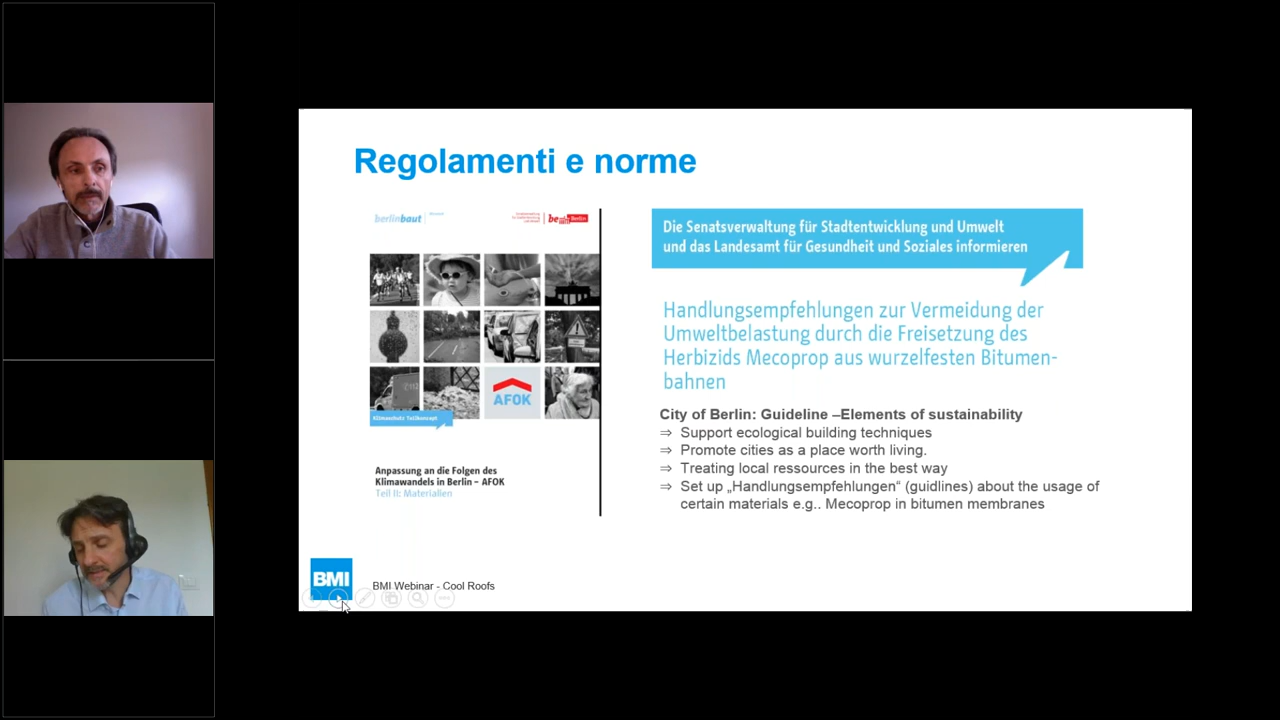 Regolamenti e norme
berlinbaut
be Berlin
Die Senatsverwaltung für Stadtentwicklung und Umwelt
und das Landesamt für Gesundheit und Soziales informieren
Handlungsempfehlungen zur Vermeidung der
Umweltbelastung durch die Freisetzung des
Herbizids Mecoprop aus wurzelfesten Bitumen-
bahnen
112
AFOK
Klimaschutz Teilkonzept
Anpassung an die Folgen des
Klimawandels in Berlin – AFOK
Teil II: Materialien
City of Berlin: Guideline –Elements of sustainability
⇒ Support ecological building techniques
⇒ Promote cities as a place worth living.
⇒ Treating local ressources in the best way
⇒ Set up „Handlungsempfehlungen“ (guidlines) about the usage of
certain materials e.g.. Mecoprop in bitumen membranes
BMI
BMI Webinar - Cool Roofs